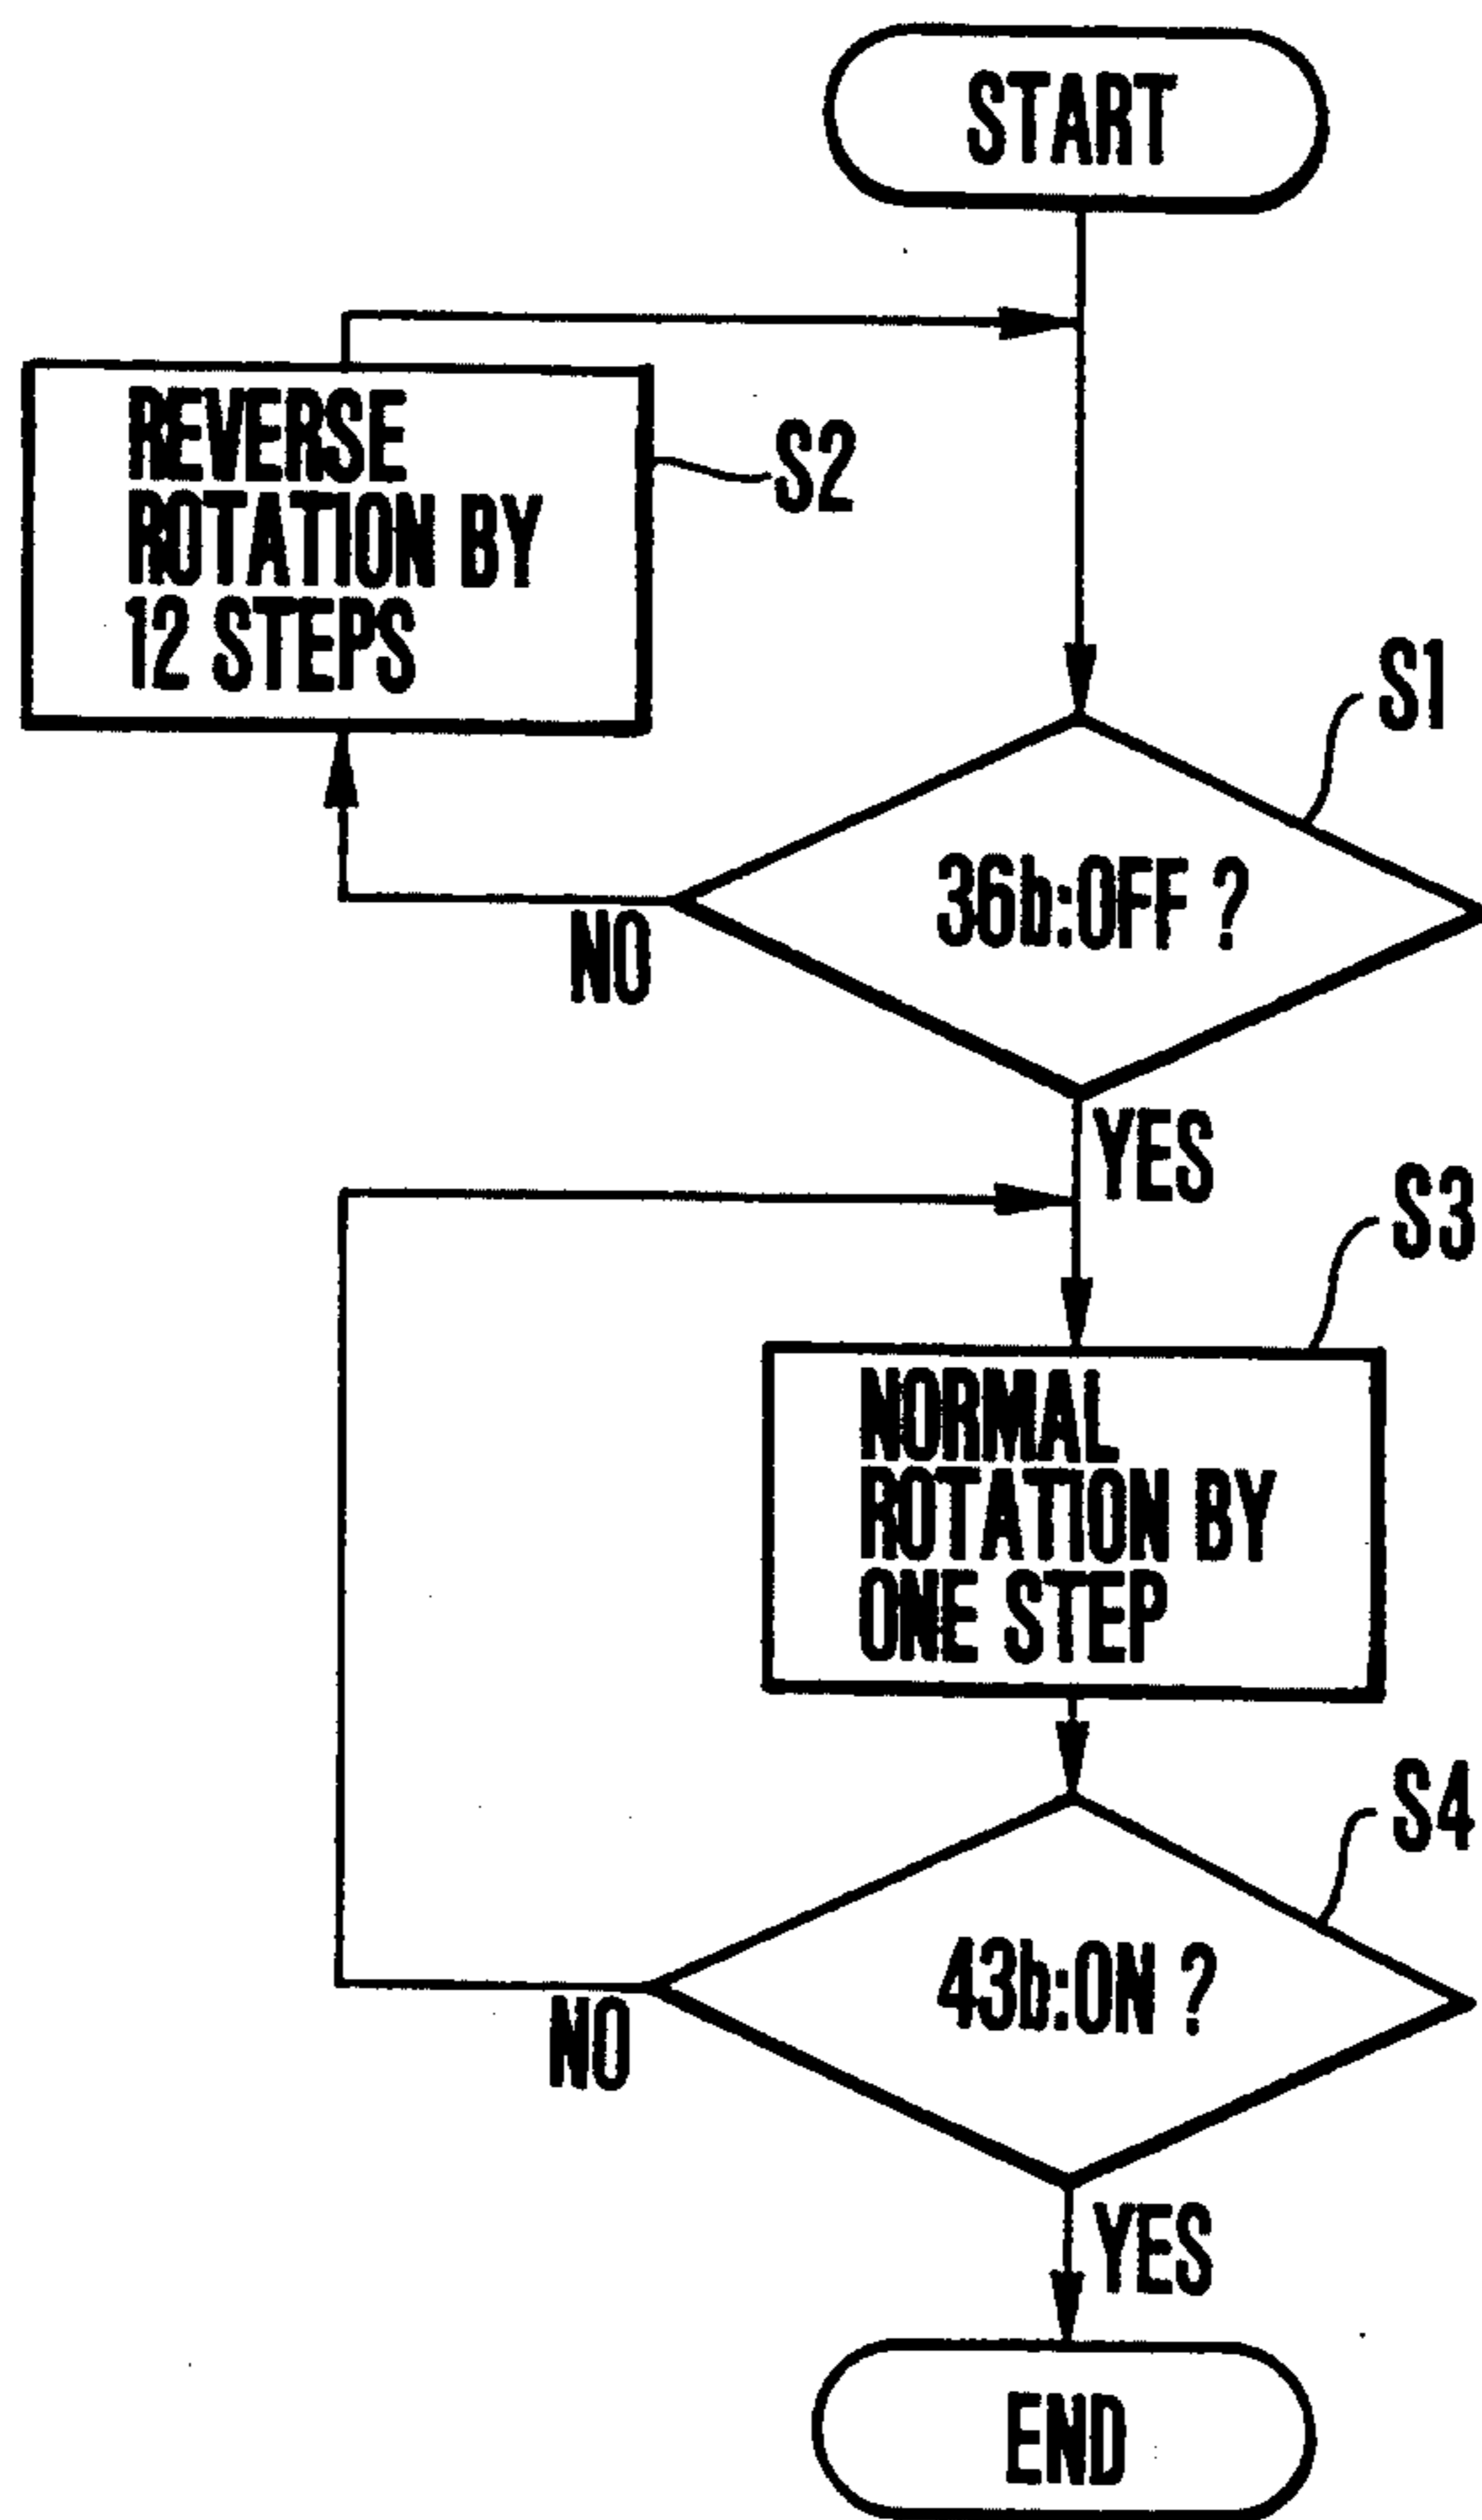 START
REVERSE
ROTATION BY
12 STEPS
S2
S1
36b:OFF ?
NO
YES
S3
NORMAL
ROTATION BY
ONE STEP
S4
43b:ON ?
NO
YES
END